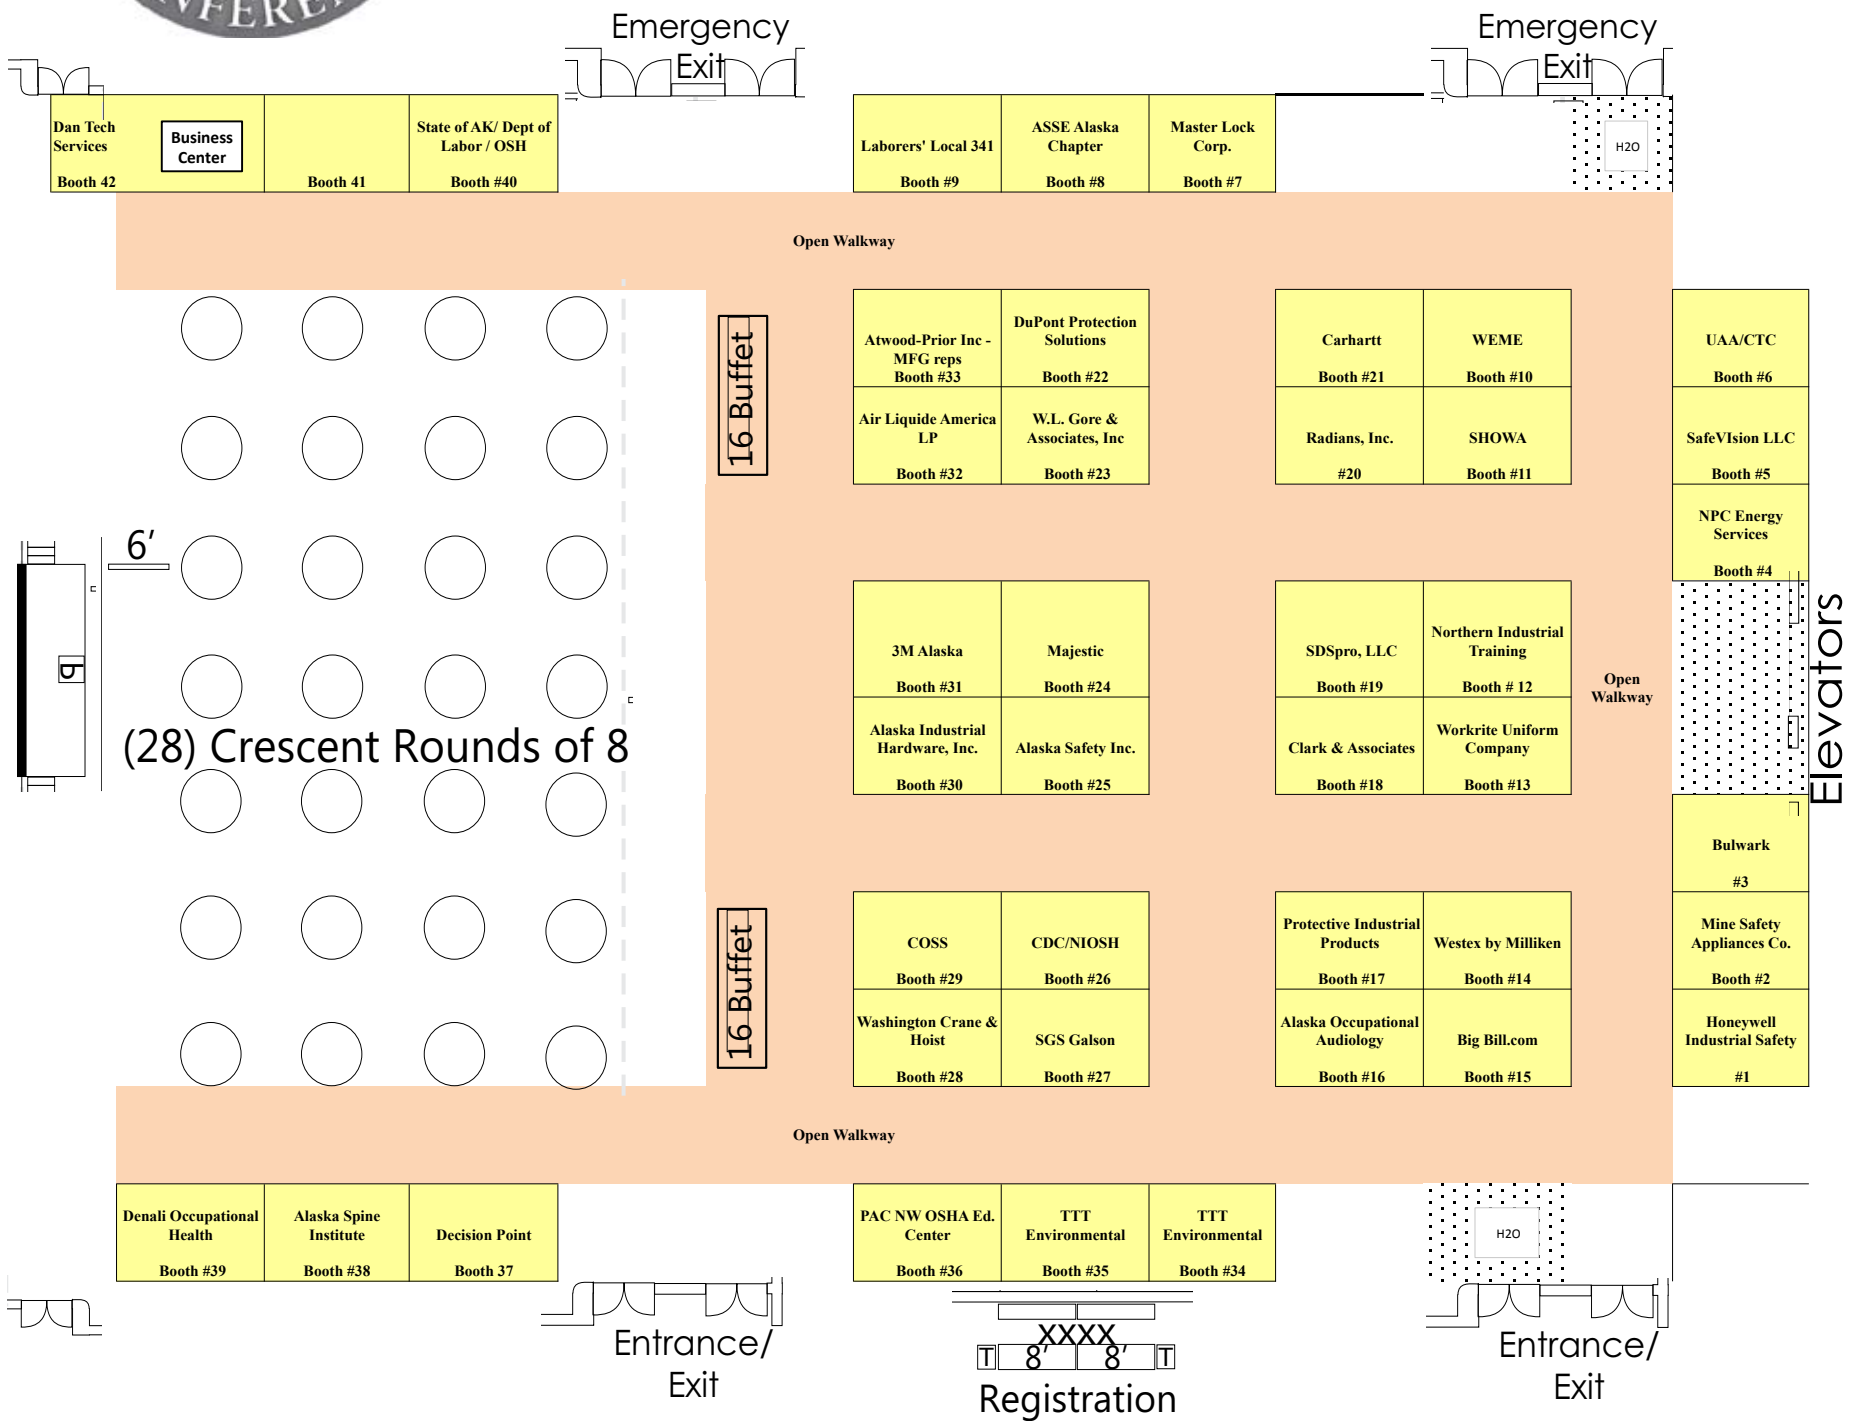 Emergency
Exit
Emergency
Exit
Dan Tech
Services
Booth 42
Business
Center
Booth 41
State of AK/ Dept of
Labor / OSH
Booth #40
Laborers' Local 341
Booth #9
ASSE Alaska
Chapter
Booth #8
Master Lock
Corp.
Booth #7
H2O
Open Walkway
16 Buffet
Atwood-Prior Inc -
MFG reps
Booth #33
DuPont Protection
Solutions
Booth #22
Carhartt
Booth #21
WEME
Booth #10
UAA/CTC
Booth #6
Air Liquide America
LP
Booth #32
W.L. Gore &
Associates, Inc
Booth #23
Radians, Inc.
#20
SHOWA
Booth #11
SafeVIsion LLC
Booth #5
NPC Energy
Services
Booth #4
6'
3M Alaska
Booth #31
Majestic
Booth #24
SDSpro, LLC
Booth #19
Northern Industrial
Training
Booth # 12
Open
Walkway
Elevators
(28) Crescent Rounds of 8
Alaska Industrial
Hardware, Inc.
Booth #30
Alaska Safety Inc.
Booth #25
Clark & Associates
Booth #18
Workrite Uniform
Company
Booth #13
Bulwark
#3
16 Buffet
COSS
Booth #29
CDC/NIOSH
Booth #26
Protective Industrial
Products
Booth #17
Westex by Milliken
Booth #14
Mine Safety
Appliances Co.
Booth #2
Washington Crane &
Hoist
Booth #28
SGS Galson
Booth #27
Alaska Occupational
Audiology
Booth #16
Big Bill.com
Booth #15
Honeywell
Industrial Safety
#1
Open Walkway
Denali Occupational
Health
Booth #39
Alaska Spine
Institute
Booth #38
Decision Point
Booth 37
PAC NW OSHA Ed.
Center
Booth #36
TTT
Environmental
Booth #35
TTT
Environmental
Booth #34
H2O
Entrance/
Exit
XXXX
T 8' 8' T
Registration
Entrance/
Exit